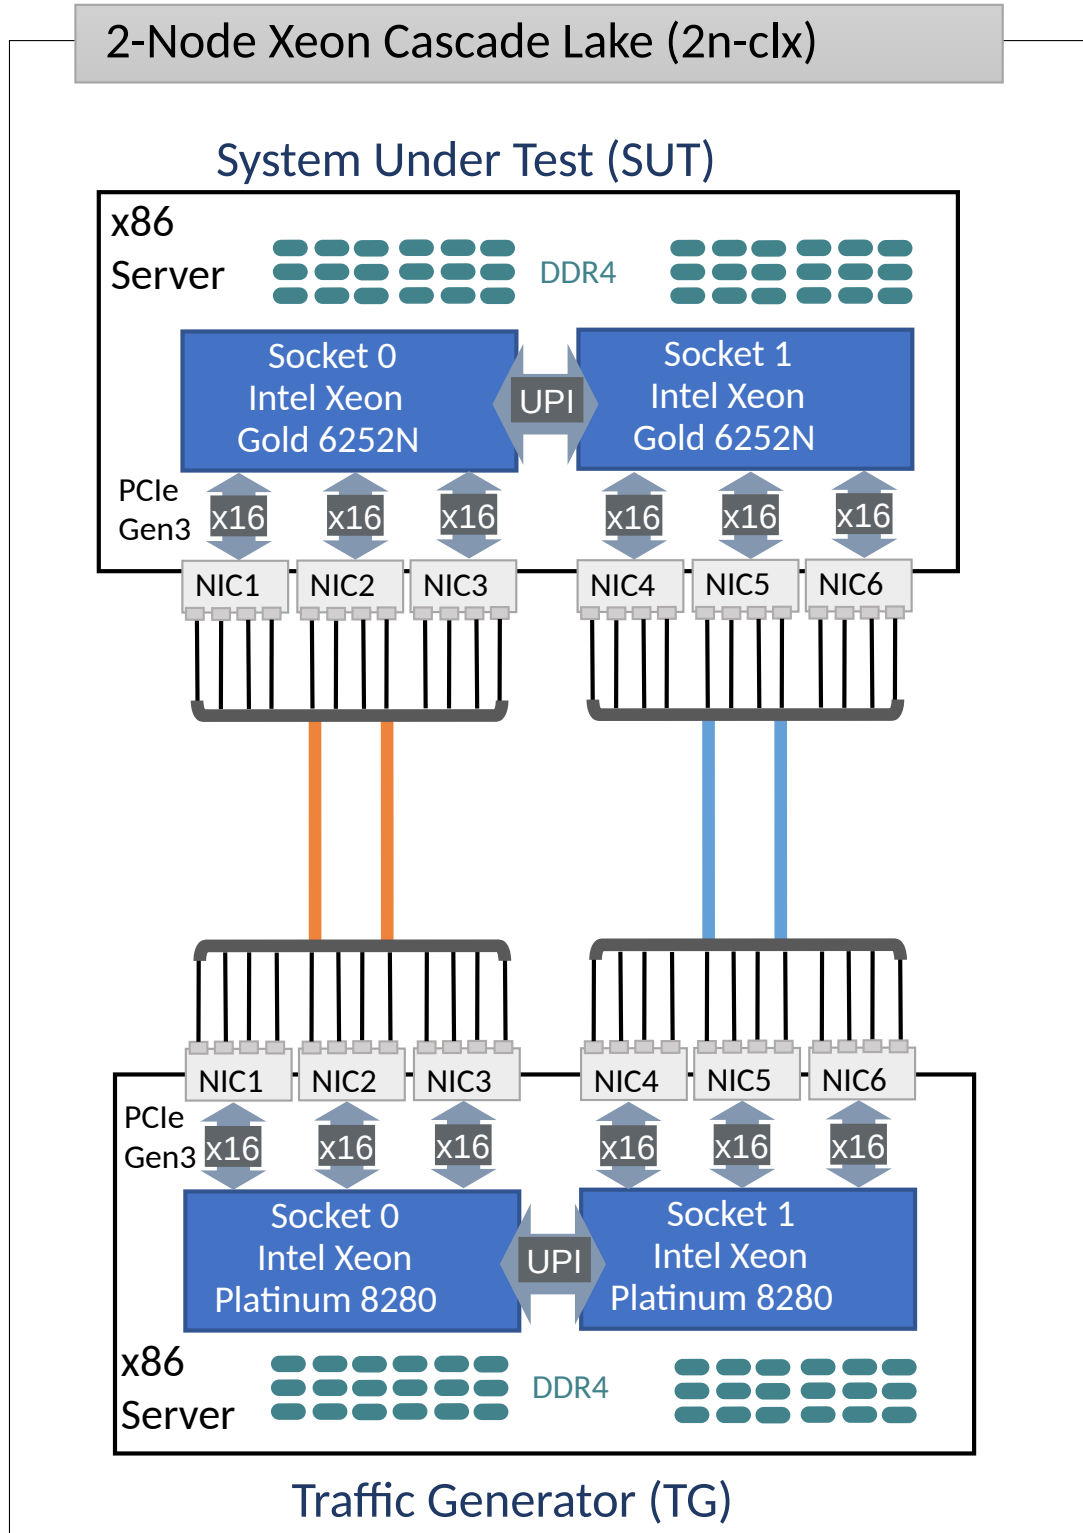 2-Node Xeon Cascade Lake (2n-clx)
System Under Test (SUT)
x86
Server
DDR4
Socket 0
Intel Xeon
Gold 6252N
UPI
Socket 1
Intel Xeon
Gold 6252N
PCIe
Gen3
x16
x16
x16
x16
x16
x16
NIC1
NIC2
NIC3
NIC4
NIC5
NIC6
NIC1
NIC2
NIC3
NIC4
NIC5
NIC6
PCIe
Gen3
x16
x16
x16
x16
x16
x16
Socket 0
Intel Xeon
Platinum 8280
UPI
Socket 1
Intel Xeon
Platinum 8280
x86
Server
DDR4
Traffic Generator (TG)